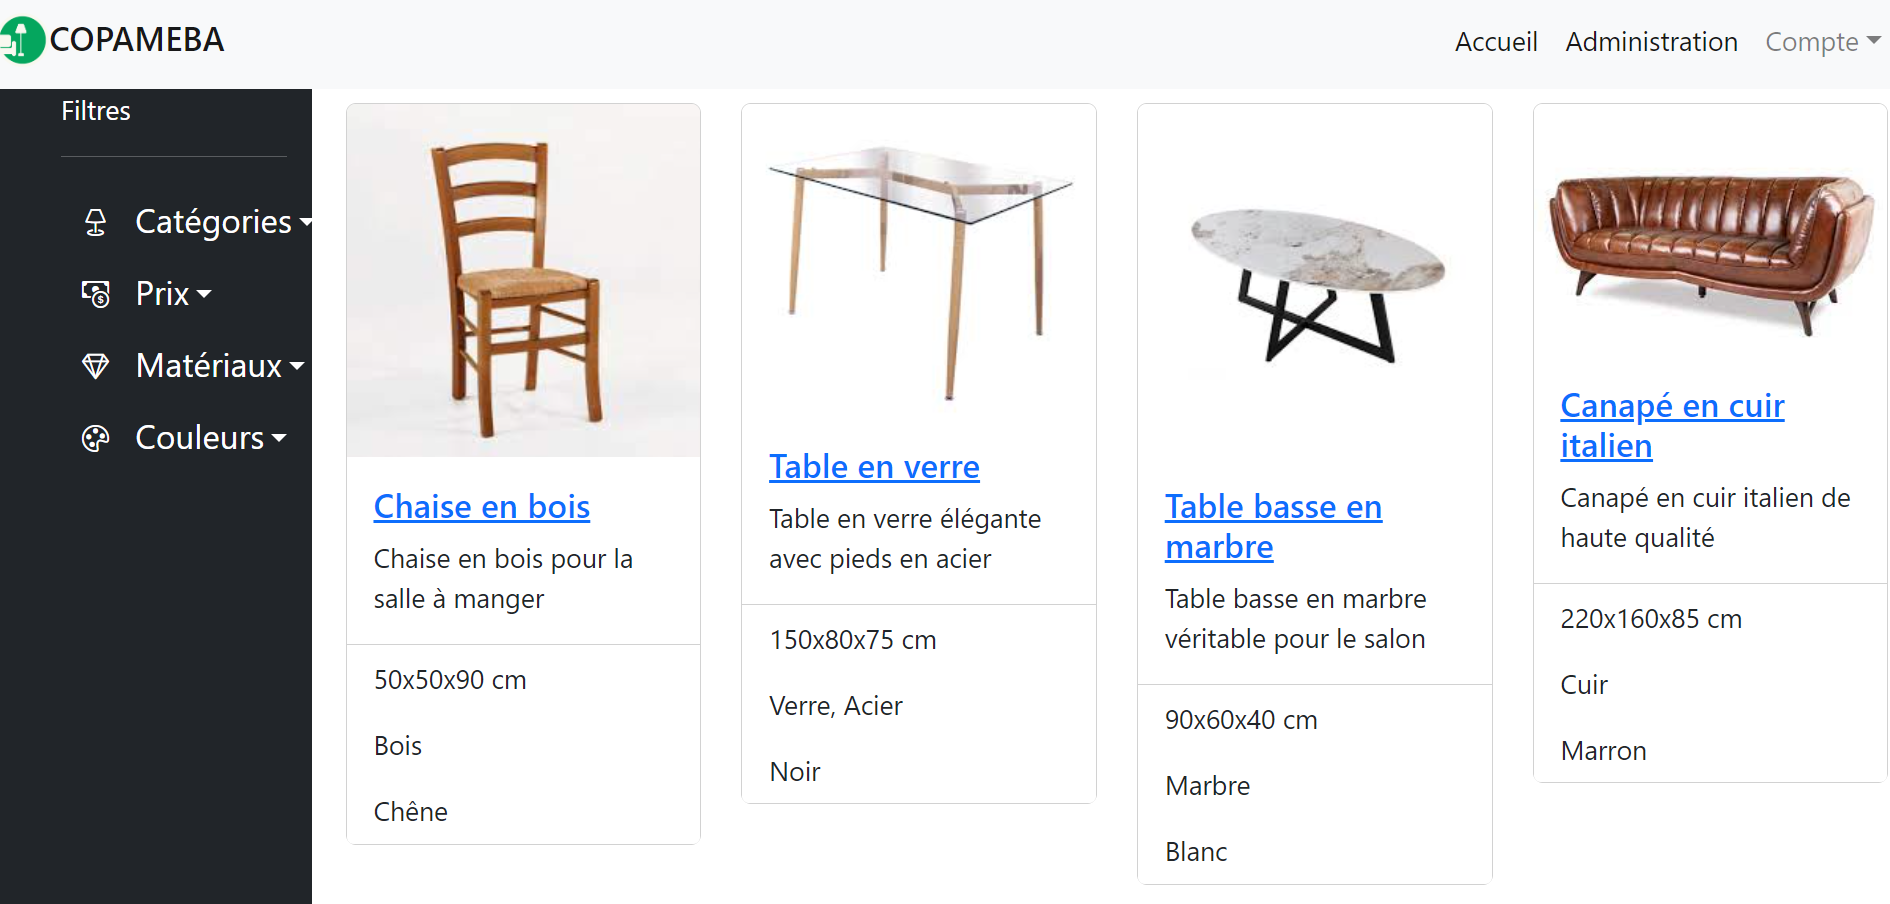 COPAMEBA
Accueil
Administration
Compte
Filtres
Catégories
Prix
Matériaux
Couleurs
Chaise en bois
Chaise en bois pour la
salle à manger
50x50x90 cm
Bois
Chêne
Table en verre
Table en verre élégante
avec pieds en acier
150x80x75 cm
Verre, Acier
Noir
Table basse en
marbre
Table basse en marbre
véritable pour le salon
90x60x40 cm
Marbre
Blanc
Canapé en cuir
italien
Canapé en cuir italien de
haute qualité
220x160x85 cm
Cuir
Marron